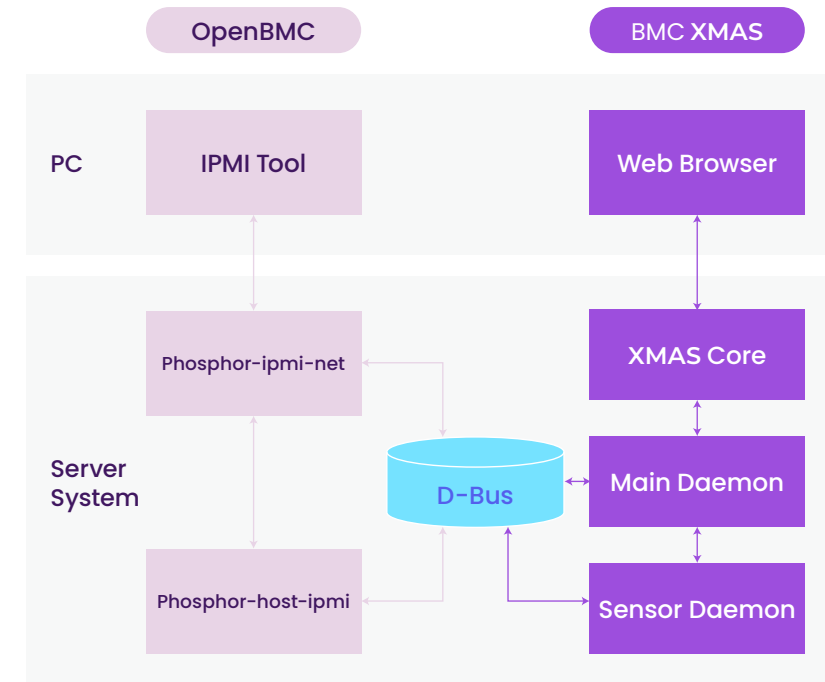 OpenBMC
BMC XMAS
PC
IPMI Tool
Web Browser
Phosphor-ipmi-net
XMAS Core
Server
System
D-Bus
Main Daemon
Phosphor-host-ipmi
Sensor Daemon